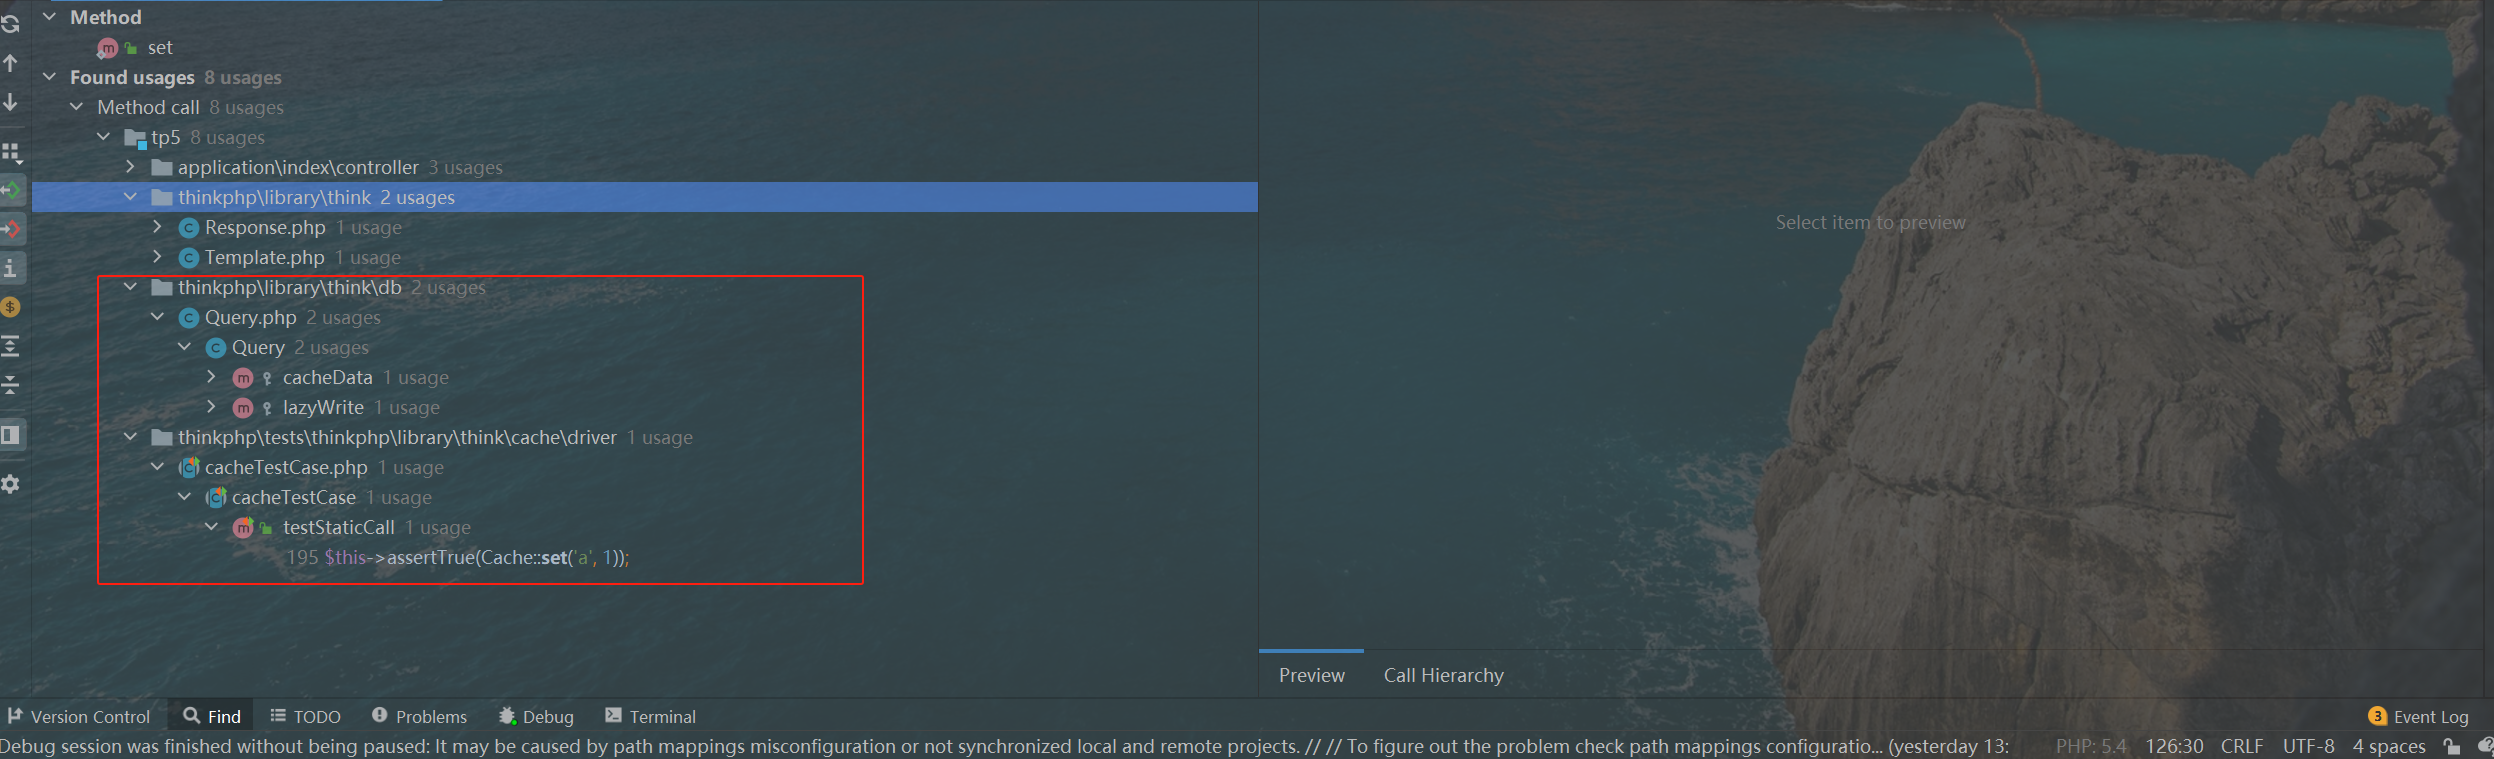 Method
set
Found usages 8 usages
Method call 8 usages
tp5 8 usages
application\index\controller 3 usages
thinkphp\library\think 2 usages
Response.php 1 usage
Template.php 1 usage
thinkphp\library\think\db 2 usages
Query.php 2 usages
Query 2 usages
cacheData 1 usage
lazyWrite 1 usage
thinkphp\tests\thinkphp\library\think\cache\driver 1 usage
cacheTestCase.php 1 usage
cacheTestCase 1 usage
testStaticCall 1 usage
195 $this->assertTrue(Cache::set('a', 1));
Select item to preview
Preview Call Hierarchy
Version Control Find TODO Problems Debug Terminal 3 Event Log
Debug session was finished without being paused: It may be caused by path mappings misconfiguration or not synchronized local and remote projects. // // To figure out the problem check path mappings configuratio... (yesterday 13: PHP: 5.4 126:30 CRLF UTF-8 4 spaces